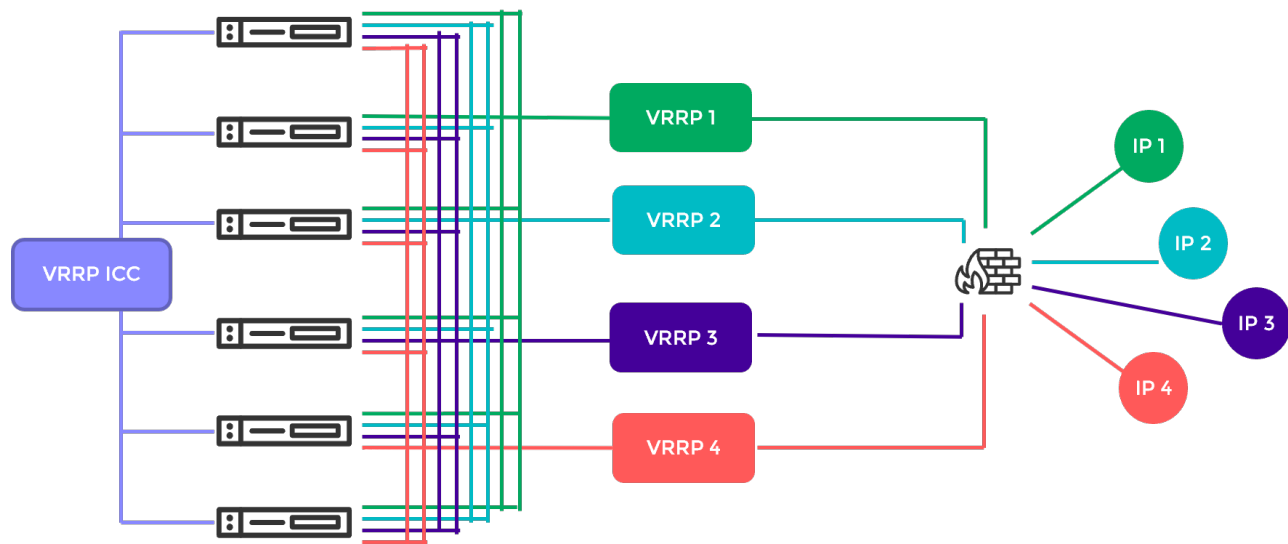 VRRP ICC
VRRP 1
VRRP 2
VRRP 3
VRRP 4
IP 1
IP 2
IP 3
IP 4